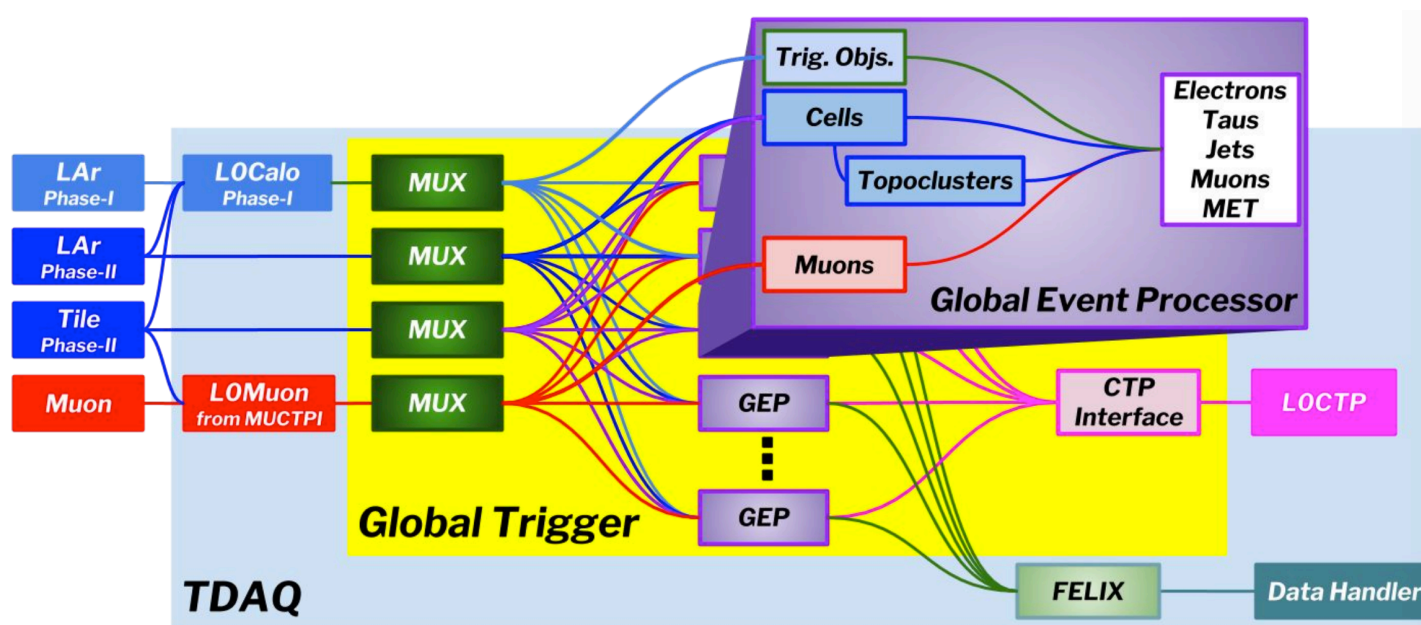 Trig. Objs.
Cells
Topoclusters
Muons
Electrons
Taus
Jets
Muons
MET
Global Event Processor
LAr
Phase-I
L0Calo
Phase-I
MUX
LAr
Phase-II
MUX
Tile
Phase-II
MUX
Muon
L0Muon
from MUCTPI
MUX
GEP
CTP
Interface
L0CTP
GEP
Global Trigger
TDAQ
FELIX
Data Handler